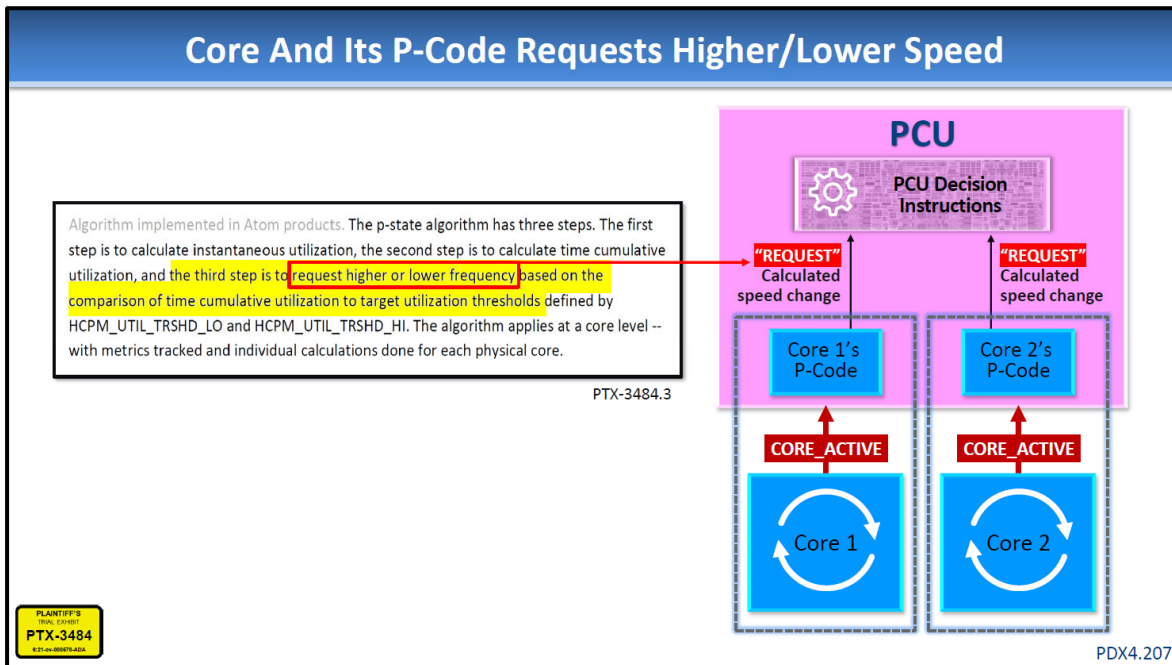 Core And Its P-Code Requests Higher/Lower Speed
Algorithm implemented in Atom products. The p-state algorithm has three steps. The first
step is to calculate instantaneous utilization, the second step is to calculate time cumulative
utilization, and the third step is to request higher or lower frequency based on the
comparison of time cumulative utilization to target utilization thresholds defined by
HCPM_UTIL_TRSHD_LO and HCPM_UTIL_TRSHD_HI. The algorithm applies at a core level --
with metrics tracked and individual calculations done for each physical core.
PTX-3484.3
PCU
PCU Decision
Instructions
"REQUEST"
Calculated
speed change
"REQUEST"
Calculated
speed change
Core 1's
P-Code
Core 2's
P-Code
CORE_ACTIVE
CORE_ACTIVE
Core 1
Core 2
PLAINTIFF'S
TRIAL EXHIBIT
PTX-3484
PDX4.207